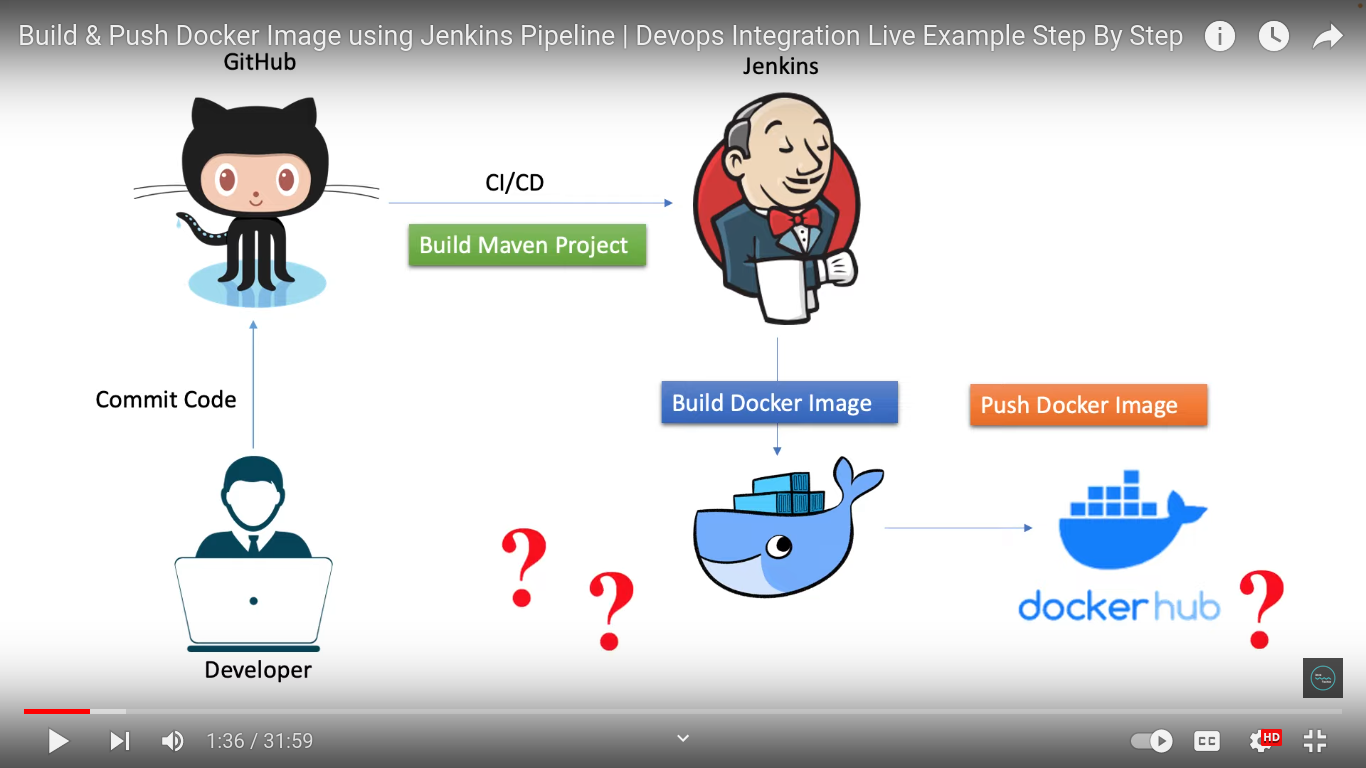 Build & Push Docker Image using Jenkins Pipeline | Devops Integration Live Example Step By Step
GitHub
Jenkins
CI/CD
Build Maven Project
Commit Code
Build Docker Image
Push Docker Image
?
?
docker hub
?
Developer
1:36 / 31:59
CC
HD